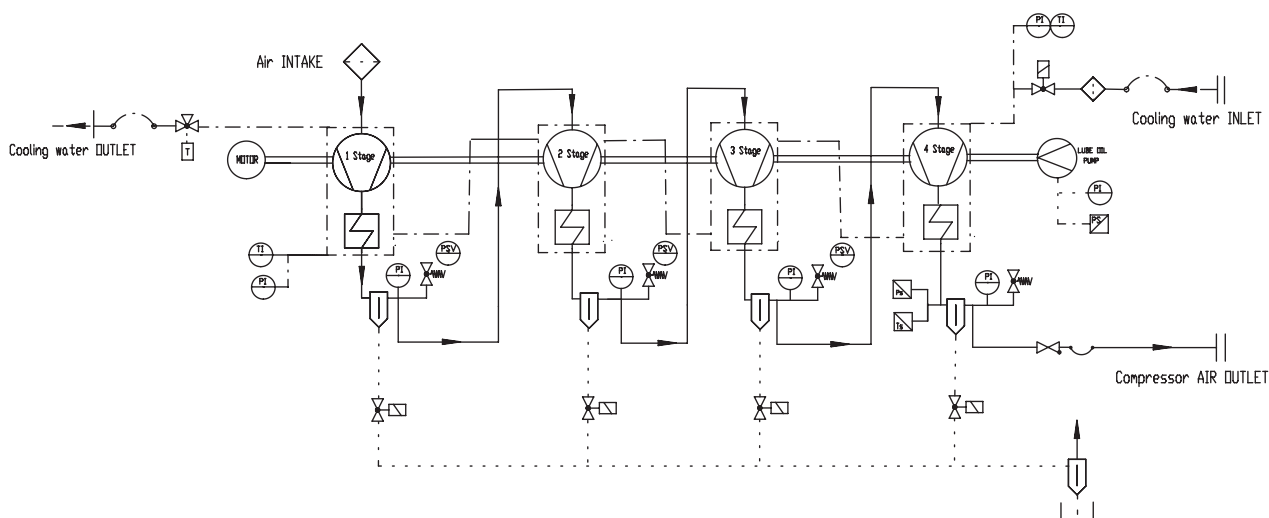 PI TI
Air INTAKE
Cooling water OUTLET
T
Cooling water INLET
MOTOR
1 Stage
2 Stage
3 Stage
4 Stage
LUBE OIL
PUMP
PI
PS
TI
PI
PI
PSV
PI
PSV
PI
PSV
PI
Ps
Ts
Compressor AIR OUTLET